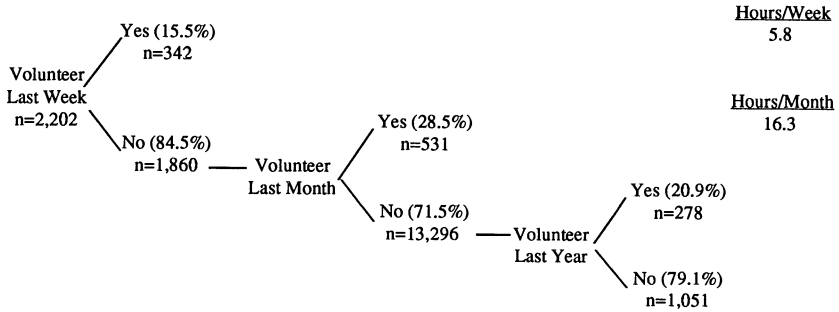 Hours/Week
5.8
Yes (15.5%)
n=342
Volunteer
Last Week
n=2,202
Hours/Month
16.3
No (84.5%)
n=1,860
Yes (28.5%)
n=531
Volunteer
Last Month
No (71.5%)
n=13,296
Yes (20.9%)
n=278
Volunteer
Last Year
No (79.1%)
n=1,051